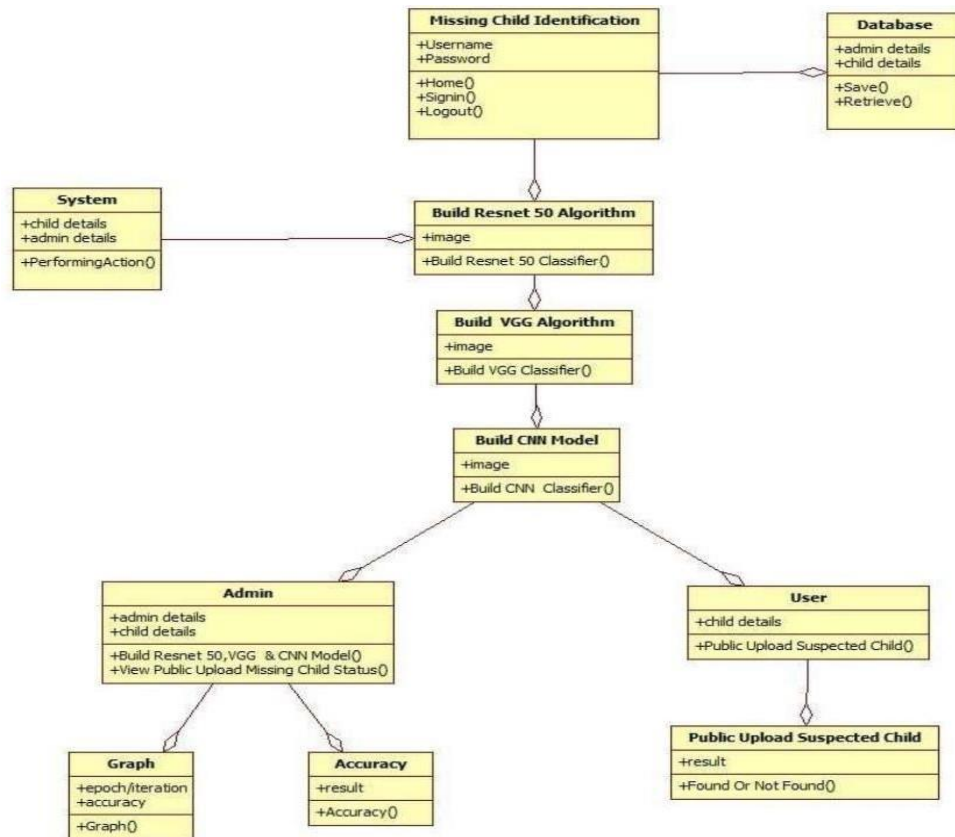 Missing Child Identification
+Username
+Password
+Home()
+Signin()
+Logout()
Database
+admin details
+child details
+Save()
+Retrieve()
System
+child details
+admin details
+PerformingAction()
Build Resnet 50 Algorithm
+image
+Build Resnet 50 Classifier()
Build VGG Algorithm
+image
+Build VGG Classifier()
Build CNN Model
+image
+Build CNN Classifier()
Admin
+admin details
+child details
+Build Resnet 50,VGG & CNN Model()
+View Public Upload Missing Child Status()
User
+child details
+Public Upload Suspected Child()
Graph
+epoch/iteration
+accuracy
+Graph()
Accuracy
+result
+Accuracy()
Public Upload Suspected Child
+result
+Found Or Not Found()